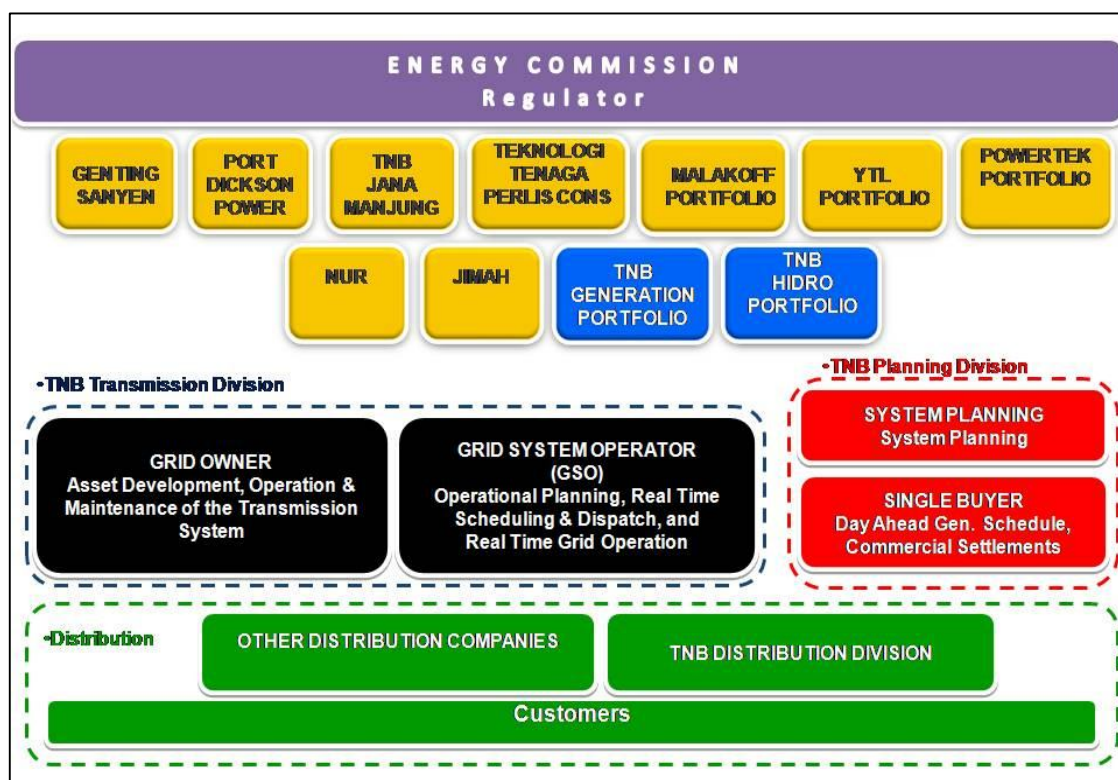 ENERGY COMMISSION
Regulator
GENTING
SANYEN
PORT
DICKSON
POWER
TNB
JANA
MANJUNG
TEKNOLOGI
TENAGA
PERLIS CONS
MALAKOFF
PORTFOLIO
YTL
PORTFOLIO
POWERTEK
PORTFOLIO
NUR
JIMAH
TNB
GENERATION
PORTFOLIO
TNB
HIDRO
PORTFOLIO
•TNB Transmission Division
GRID OWNER
Asset Development, Operation &
Maintenance of the Transmission
System
GRID SYSTEM OPERATOR
(GSO)
Operational Planning, Real Time
Scheduling & Dispatch, and
Real Time Grid Operation
•TNB Planning Division
SYSTEM PLANNING
System Planning
SINGLE BUYER
Day Ahead Gen. Schedule,
Commercial Settlements
•Distribution
OTHER DISTRIBUTION COMPANIES
TNB DISTRIBUTION DIVISION
Customers